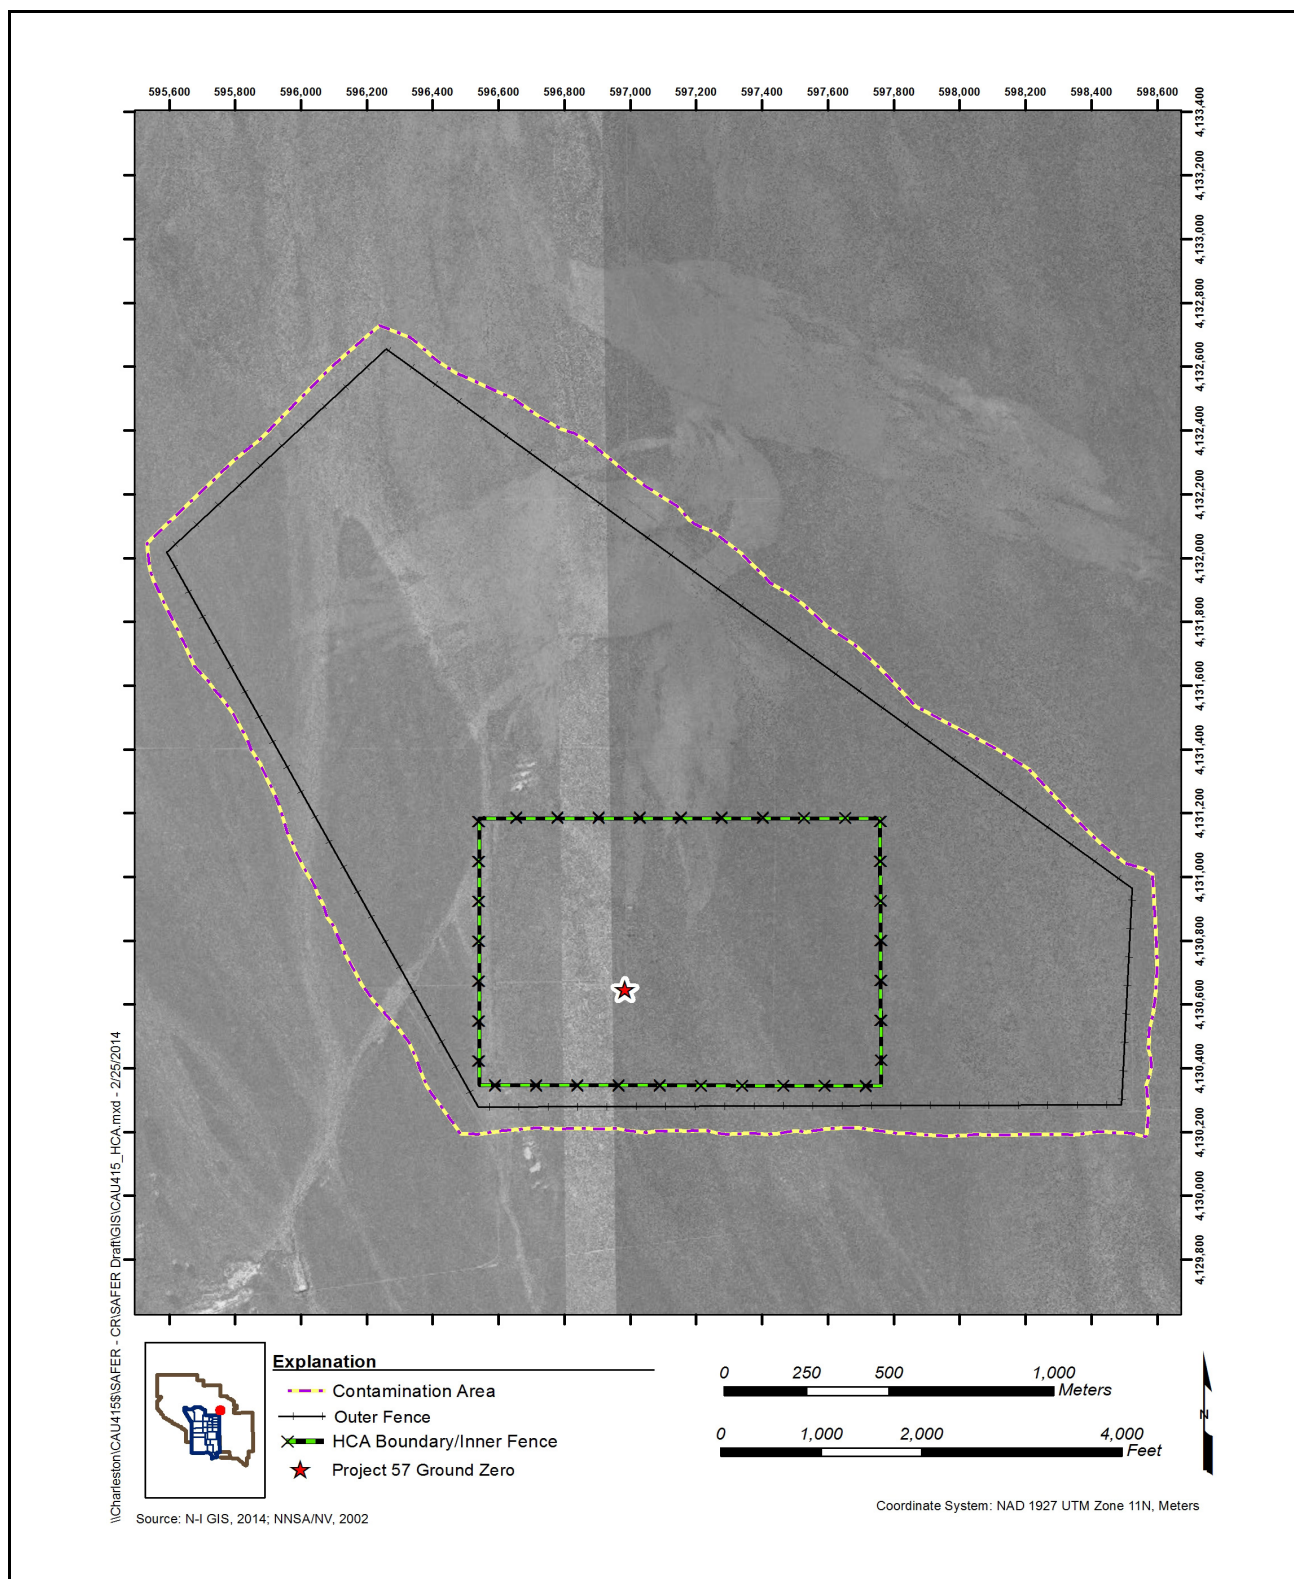 595,600 595,800 596,000 596,200 596,400 596,600 596,800 597,000 597,200 597,400 597,600 597,800 598,000 598,200 598,400 598,600
4,133,400
4,133,200
4,133,000
4,132,800
4,132,600
4,132,400
4,132,200
4,132,000
4,131,800
4,131,600
4,131,400
4,131,200
4,131,000
4,130,800
4,130,600
4,130,400
4,130,200
4,130,000
4,129,800
\\Charleston\CAU415$\SAFER - CR\SAFER Draft\GIS\CAU415_HCA.mxd - 2/25/2014
Explanation
Contamination Area
Outer Fence
HCA Boundary/Inner Fence
Project 57 Ground Zero
0 250 500 1,000
Meters
0 1,000 2,000 4,000
Feet
N
Source: N-I GIS, 2014; NNSA/NV, 2002
Coordinate System: NAD 1927 UTM Zone 11N, Meters